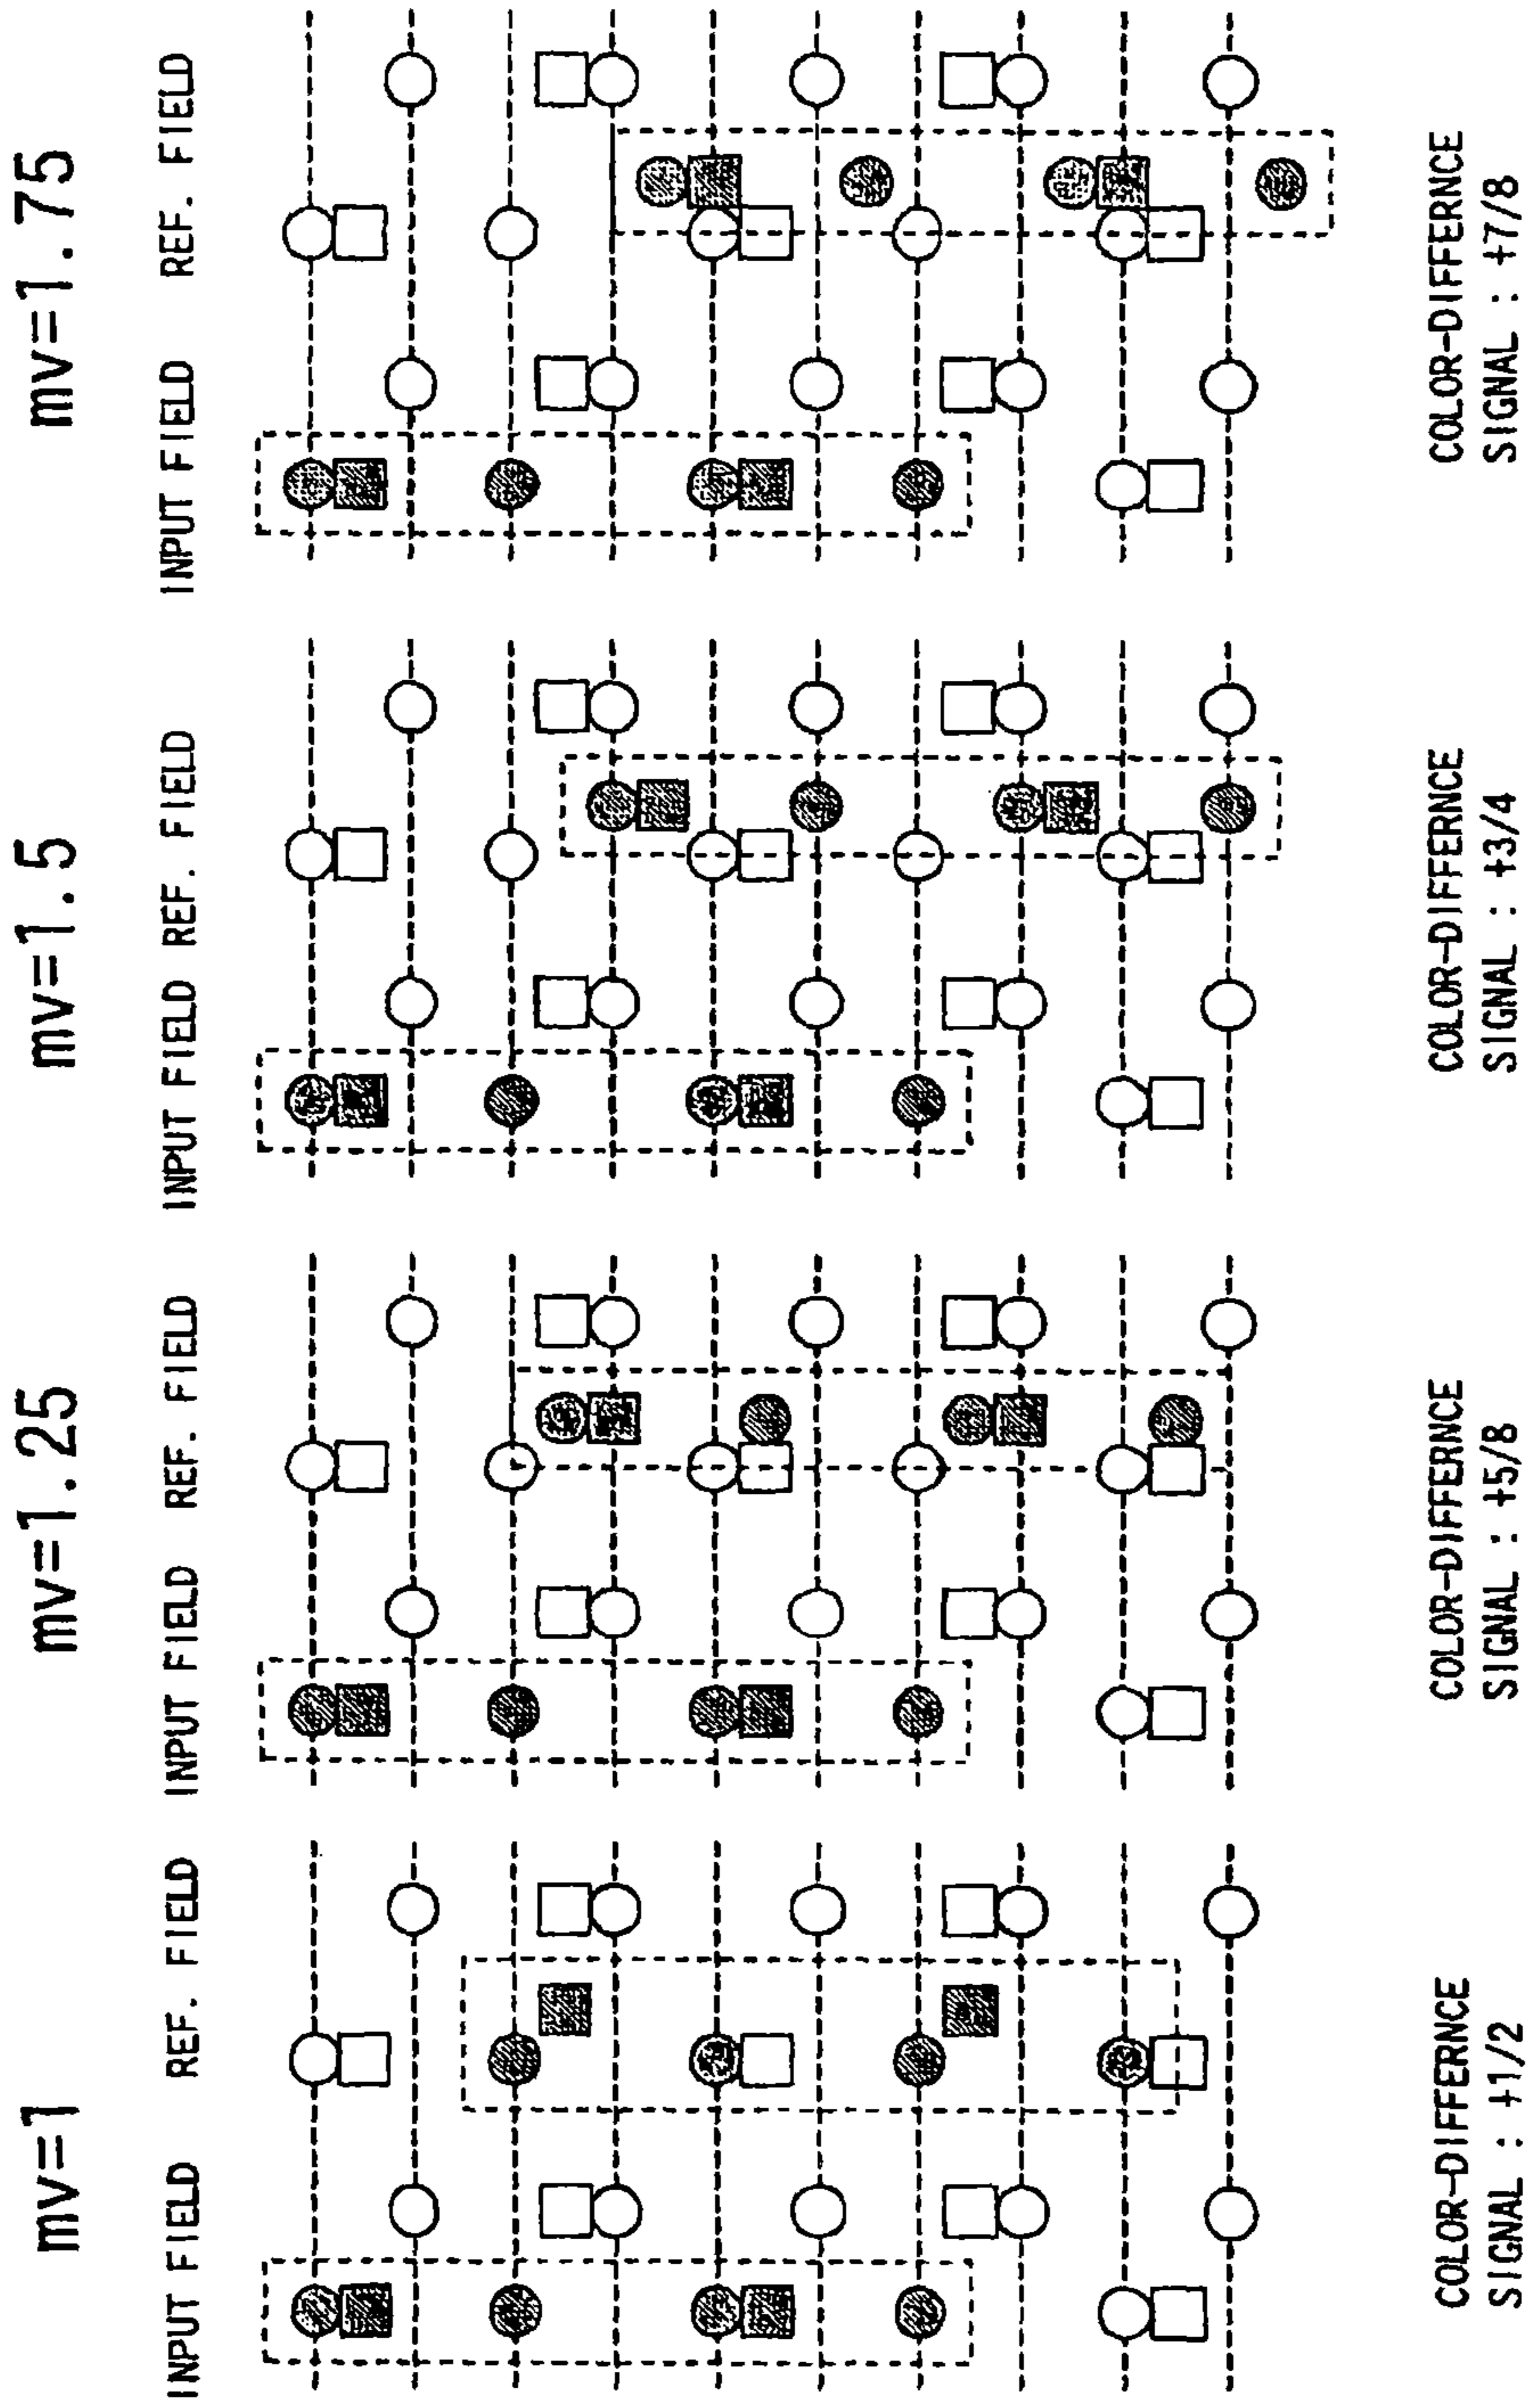 mv=1
mv=1.25
mv=1.5
mv=1.75
INPUT FIELD REF. FIELD
INPUT FIELD REF. FIELD
INPUT FIELD REF. FIELD
INPUT FIELD REF. FIELD
COLOR-DIFFERNCE
SIGNAL : +1/2
COLOR-DIFFERNCE
SIGNAL : +5/8
COLOR-DIFFERNCE
SIGNAL : +3/4
COLOR-DIFFERNCE
SIGNAL : +7/8